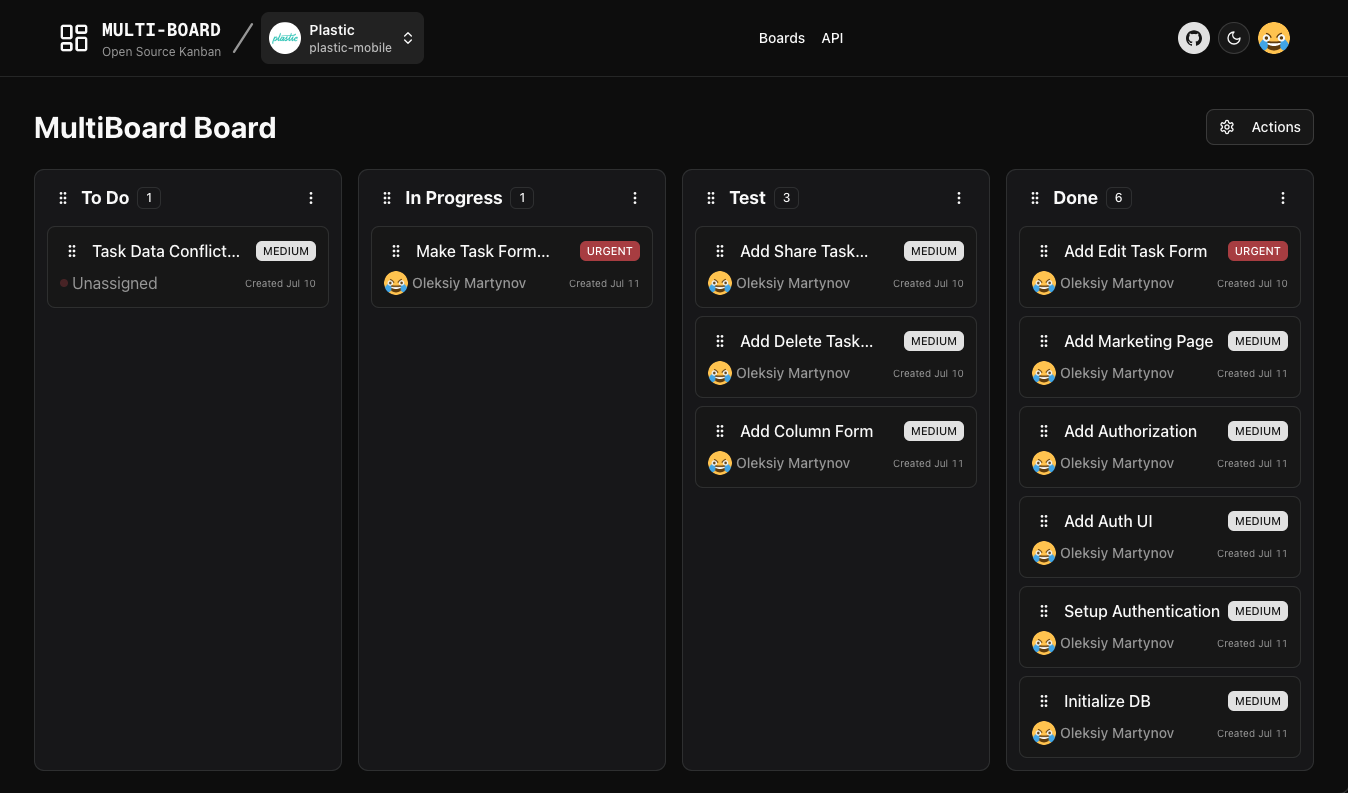 MULTI-BOARD
Open Source Kanban
plastic
Plastic
plastic-mobile
Boards
API
MultiBoard Board
Actions
To Do 1
Task Data Conflict... MEDIUM
Unassigned Created Jul 10
In Progress 1
Make Task Form... URGENT
Oleksiy Martynov Created Jul 11
Test 3
Add Share Task... MEDIUM
Oleksiy Martynov Created Jul 10
Add Delete Task... MEDIUM
Oleksiy Martynov Created Jul 10
Add Column Form MEDIUM
Oleksiy Martynov Created Jul 11
Done 6
Add Edit Task Form URGENT
Oleksiy Martynov Created Jul 10
Add Marketing Page MEDIUM
Oleksiy Martynov Created Jul 11
Add Authorization MEDIUM
Oleksiy Martynov Created Jul 11
Add Auth UI MEDIUM
Oleksiy Martynov Created Jul 11
Setup Authentication MEDIUM
Oleksiy Martynov Created Jul 11
Initialize DB MEDIUM
Oleksiy Martynov Created Jul 11